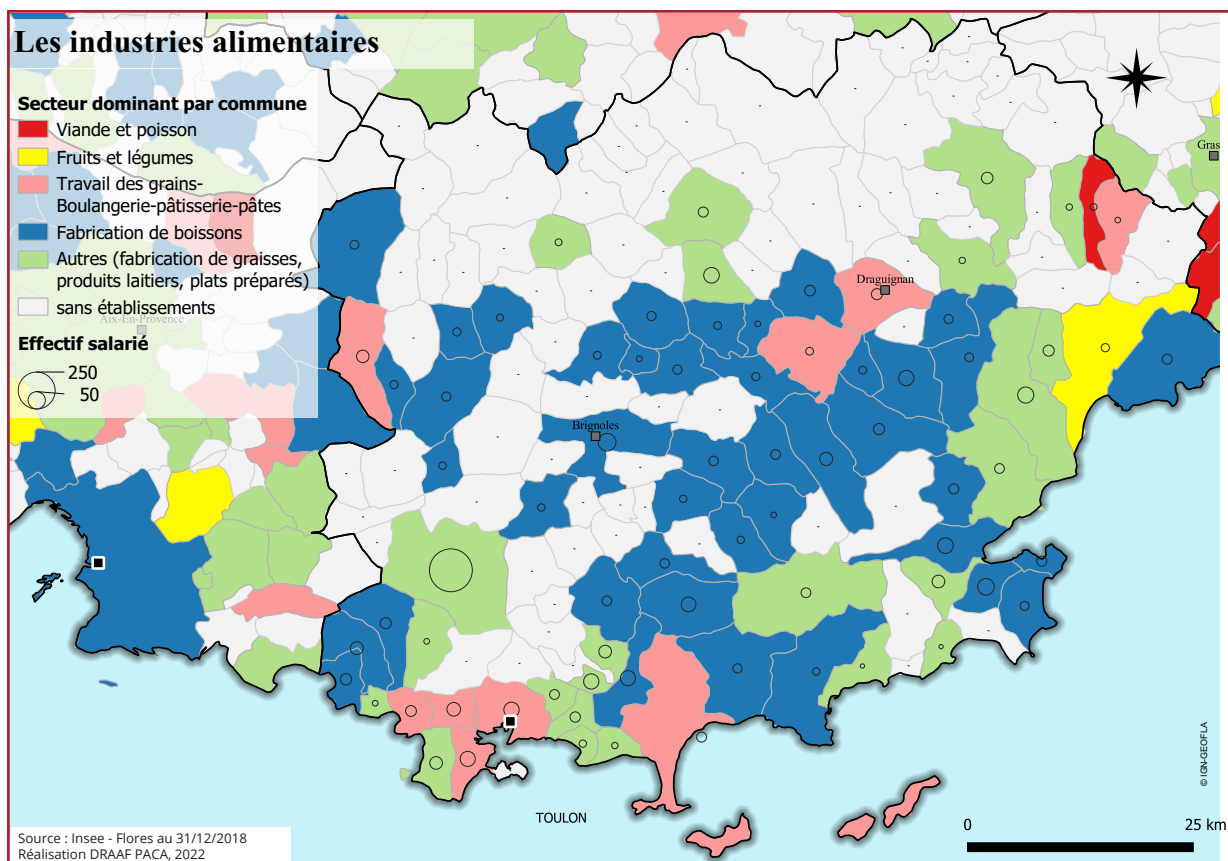 Les industries alimentaires
Secteur dominant par commune
Viande et poisson
Fruits et légumes
Travail des grains-
Boulangerie-pâtisserie-pâtes
Fabrication de boissons
Autres (fabrication de graisses,
produits laitiers, plats préparés)
sans établissements
Aix-En-Provence
Effectif salarié
250
50
Gras
Draguignan
Brignoles
TOULON
© IGN-GEOFLA
0 25 km
Source : Insee - Flores au 31/12/2018
Réalisation DRAAF PACA, 2022